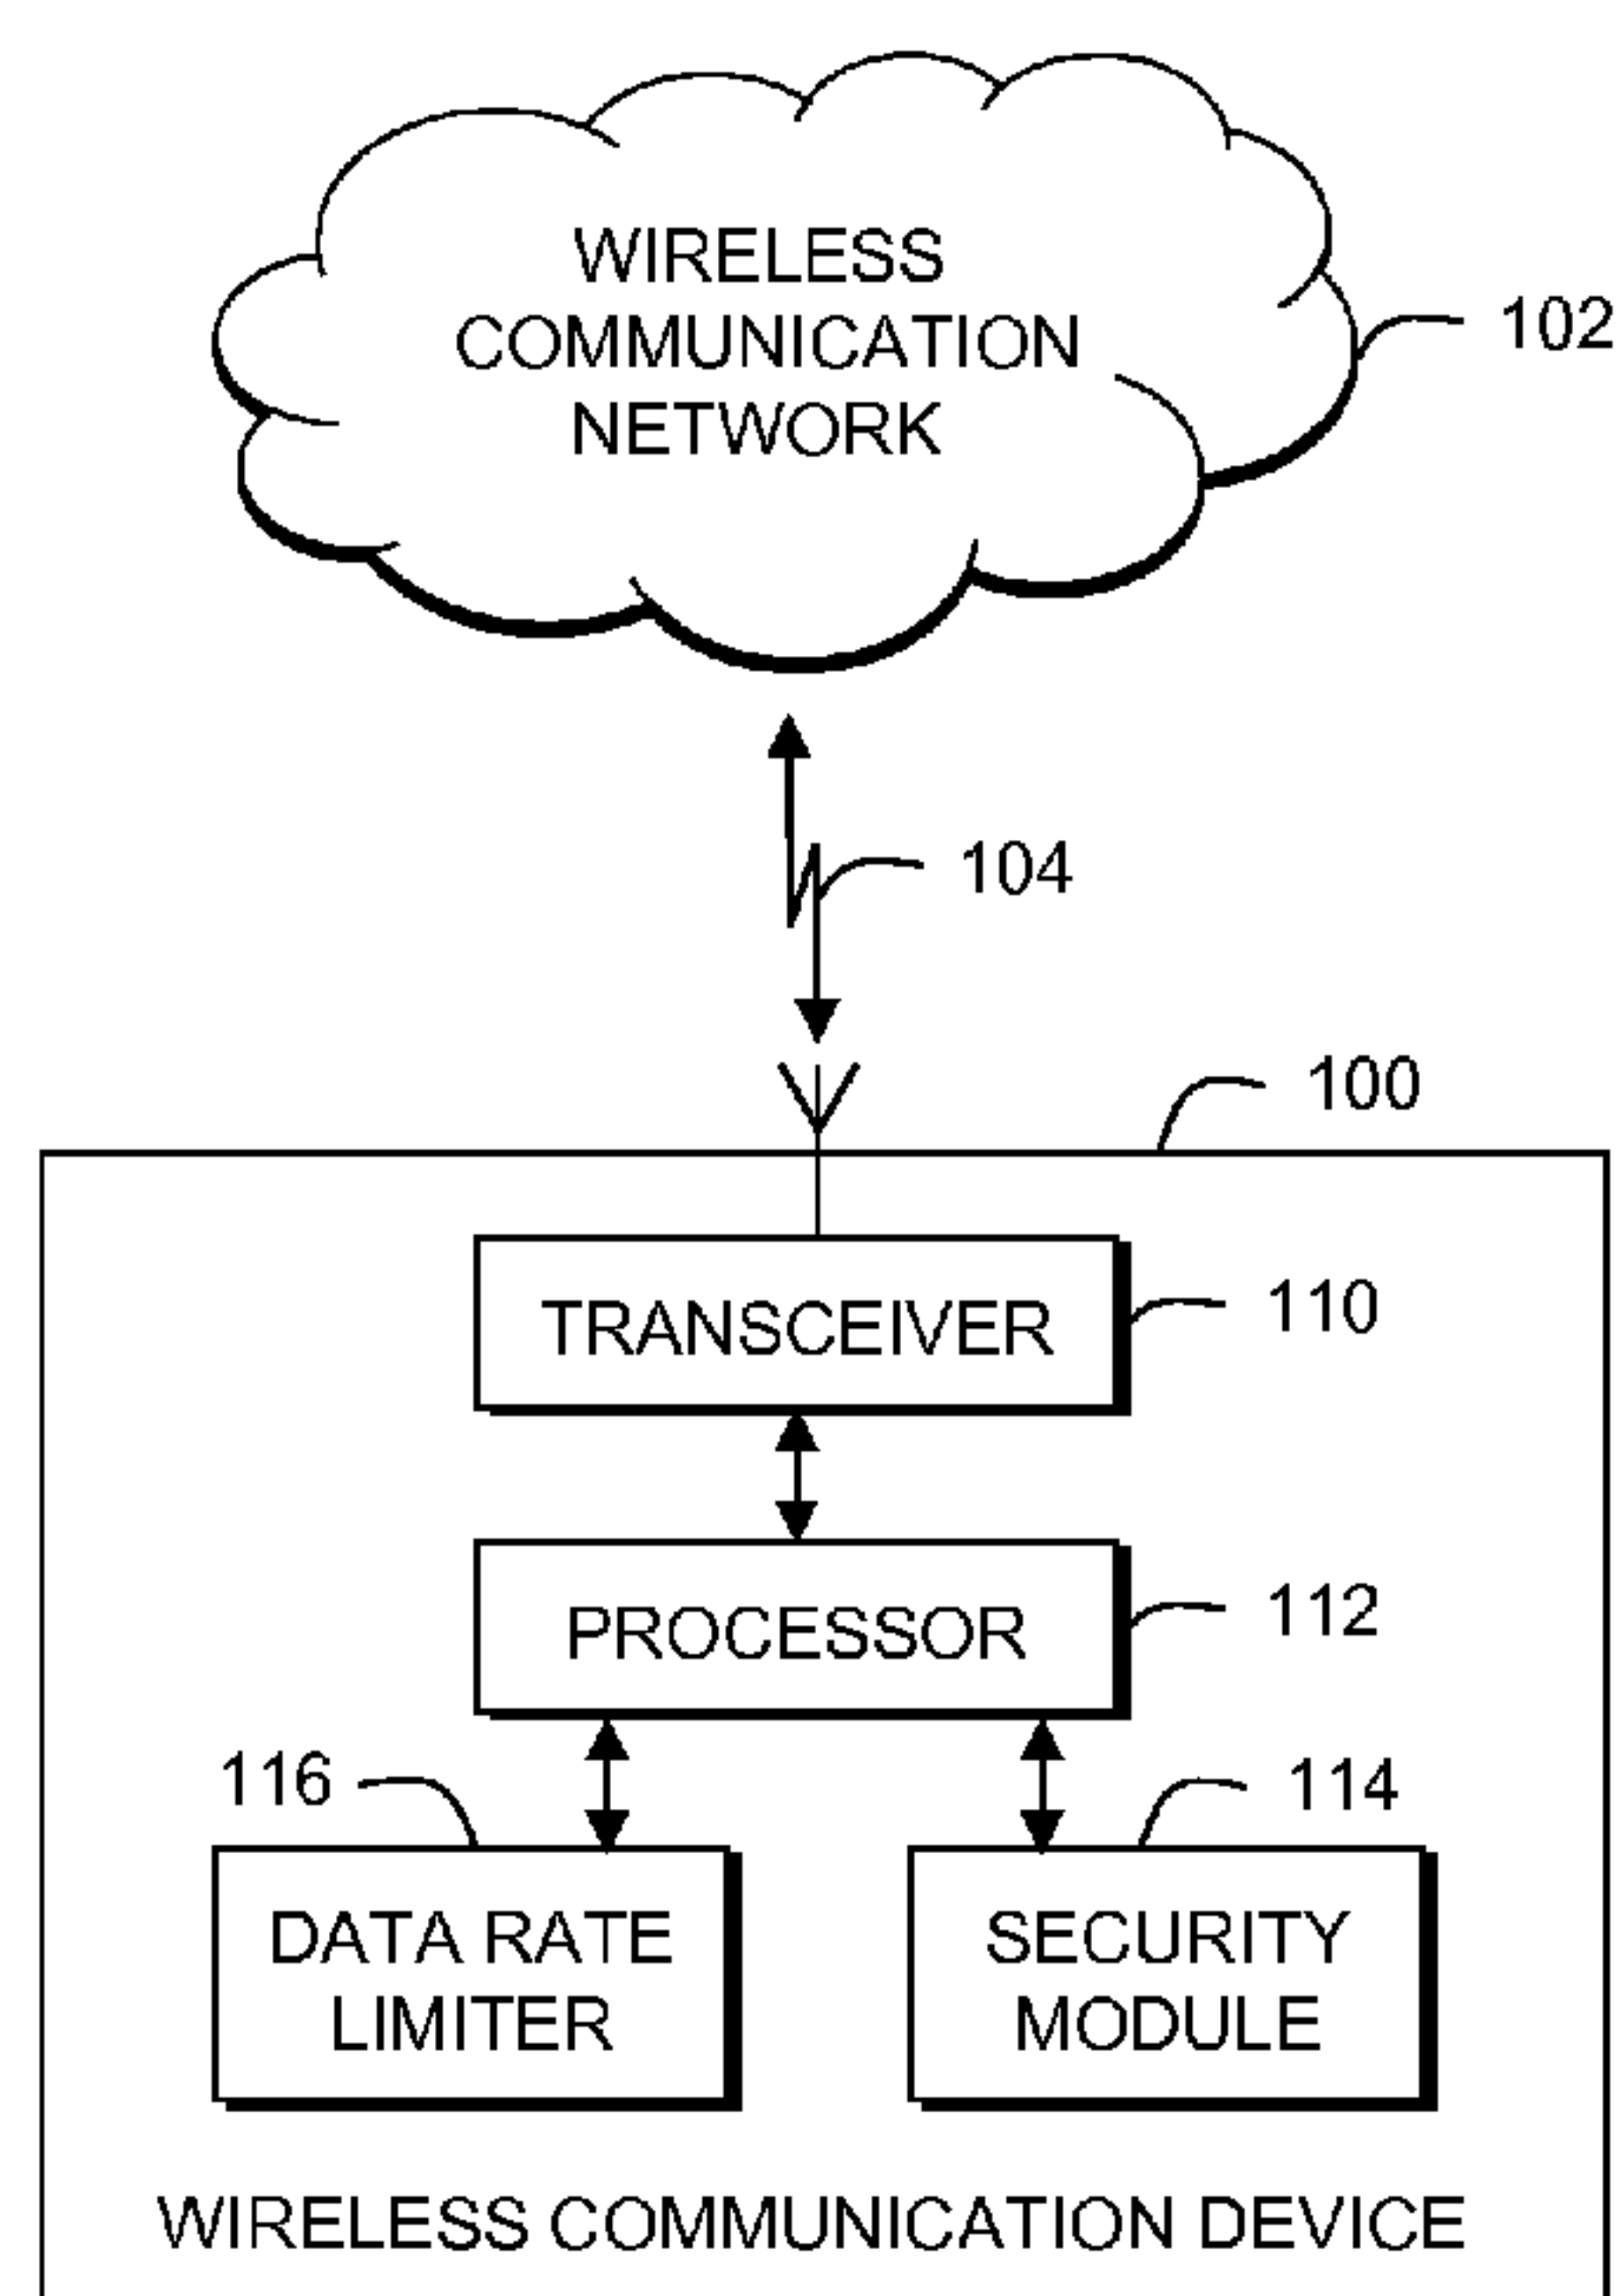 WIRELESS
COMMUNICATION
NETWORK
102
104
100
TRANSCEIVER
110
PROCESSOR
112
116
114
DATA RATE
LIMITER
SECURITY
MODULE
WIRELESS COMMUNICATION DEVICE